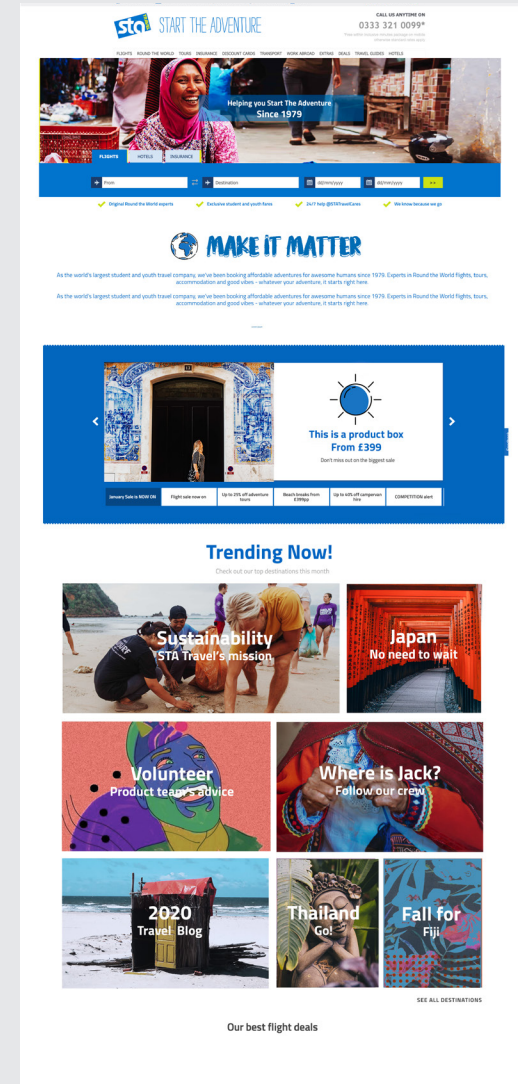 sta START THE ADVENTURE
CALL US ANYTIME ON
0333 321 0099*
FLIGHTS ROUND THE WORLD TOURS INSURANCE DISCOUNT CARDS TRANSPORT WORK ABROAD EXTRAS DEALS TRAVEL GUIDES HOTELS
Helping you Start The Adventure
Since 1979
FLIGHTS HOTELS INSURANCE
From Destination dd/mm/yyyy dd/mm/yyyy
Original Round the World experts Exclusive student and youth fares 24/7 help @STATravelCares We know because we go
MAKE IT MATTER
As the world's largest student and youth travel company, we've been booking affordable adventures for awesome humans since 1979. Experts in Round the World flights, tours,
accommodation and good vibes - whatever your adventure, it starts right here.
As the world's largest student and youth travel company, we've been booking affordable adventures for awesome humans since 1979. Experts in Round the World flights, tours,
accommodation and good vibes - whatever your adventure, it starts right here.
This is a product box
From £399
Don't miss out on the biggest sale
January Sale is NOW ON Flight sale now on Up to 25% off adventure tours Beach breaks from £399pp Up to 40% off campervan hire COMPETITION alert
Trending Now!
Check out our top destinations this month
Sustainability
STA Travel's mission
Japan
No need to wait
Volunteer
Product team's advice
Where is Jack?
Follow our crew
2020
Travel Blog
Thailand
Go!
Fall for
Fiji
SEE ALL DESTINATIONS
Our best flight deals